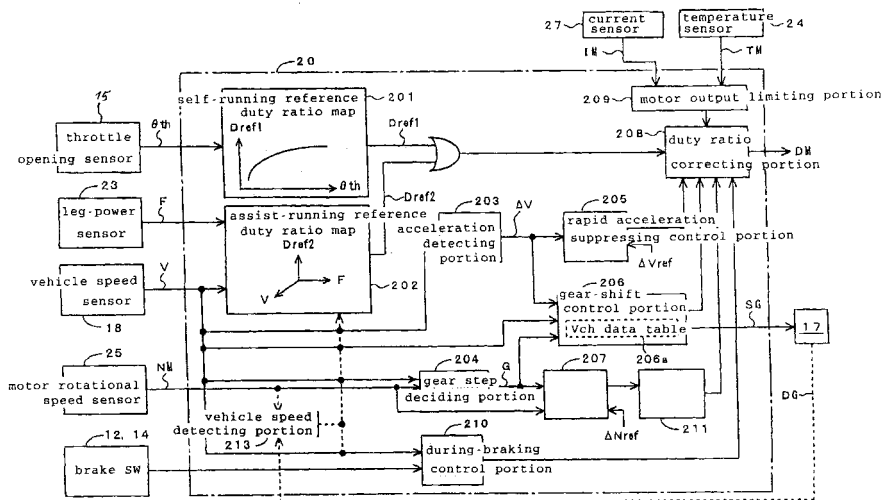 27
current
sensor
temperature
sensor
24
IM
TM
20
209
motor output limiting portion
15
throttle
opening sensor
θth
self-running reference
duty ratio map
201
Dref1
θth
Dref1
208
duty ratio
correcting portion
DM
Dref2
23
leg-power
sensor
F
assist-running reference
duty ratio map
Dref2
F
V
202
203
acceleration
detecting
portion
ΔV
205
rapid acceleration
suppressing control portion
ΔVref
vehicle speed
sensor
18
V
206
gear-shift
control portion
Vch data table
206a
SG
17
25
motor rotational
speed sensor
NM
204
gear step
deciding portion
G
207
ΔNref
211
DG
vehicle speed
detecting portion
213
12, 14
brake SW
210
during-braking
control portion